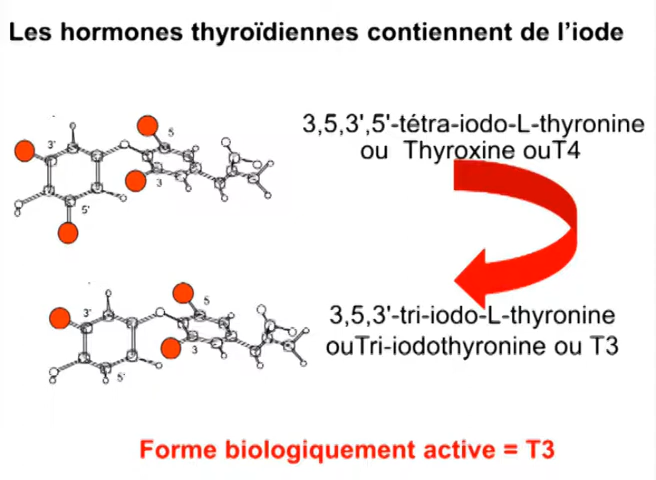 Les hormones thyroïdiennes contiennent de l'iode
3,5,3',5'-tétra-iodo-L-thyronine
ou Thyroxine ouT4
3'
5
3
5'
3,5,3'-tri-iodo-L-thyronine
ouTri-iodothyronine ou T3
3'
5
3
5'
Forme biologiquement active = T3